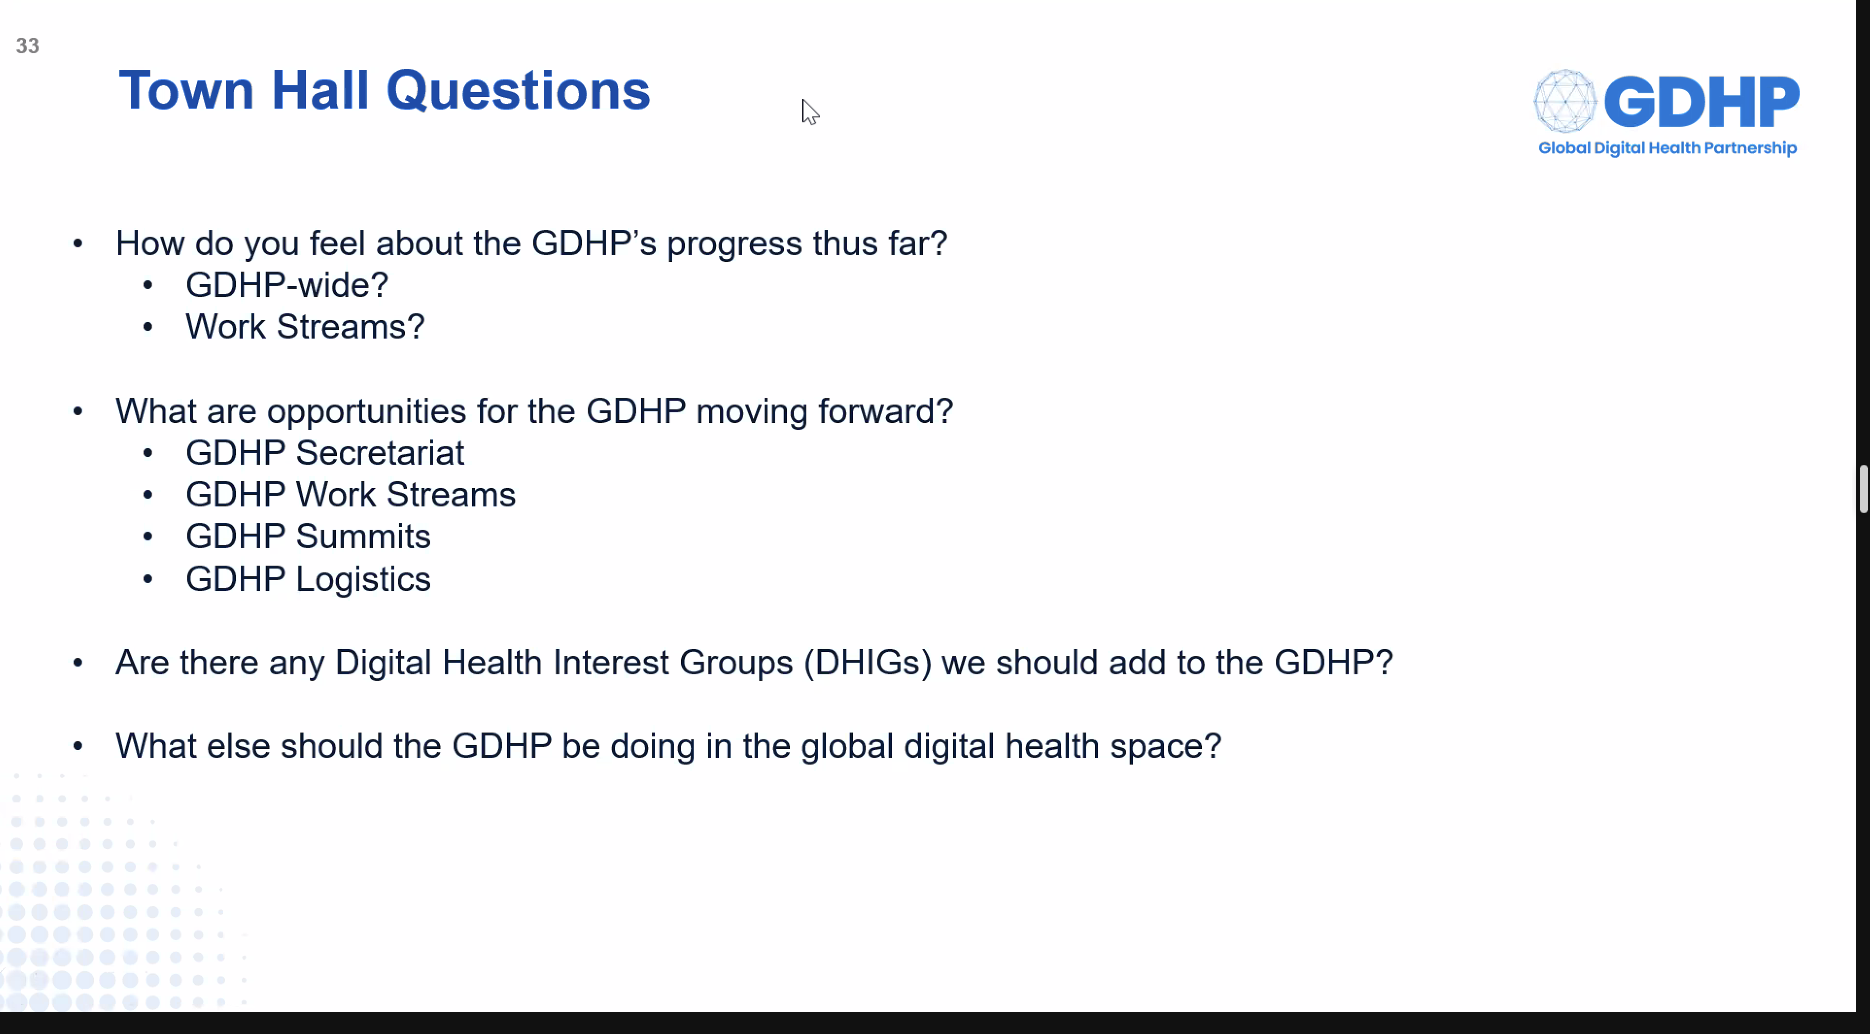 33
Town Hall Questions
GDHP
Global Digital Health Partnership
• How do you feel about the GDHP’s progress thus far?
• GDHP-wide?
• Work Streams?
• What are opportunities for the GDHP moving forward?
• GDHP Secretariat
• GDHP Work Streams
• GDHP Summits
• GDHP Logistics
• Are there any Digital Health Interest Groups (DHIGs) we should add to the GDHP?
• What else should the GDHP be doing in the global digital health space?